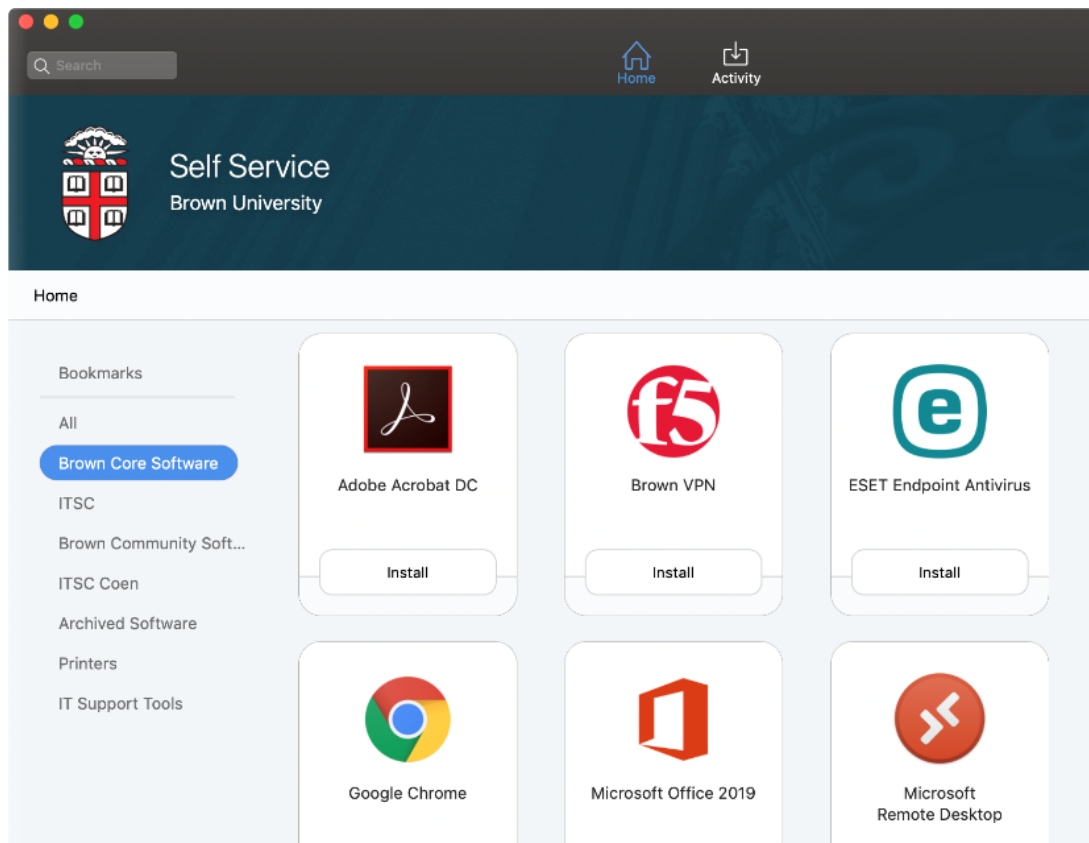 Search
Home
Activity
Self Service
Brown University
Home
Bookmarks
All
Brown Core Software
ITSC
Brown Community Soft...
ITSC Coen
Archived Software
Printers
IT Support Tools
f5
e
Adobe Acrobat DC
Brown VPN
ESET Endpoint Antivirus
Install
Install
Install
Google Chrome
Microsoft Office 2019
Microsoft
Remote Desktop